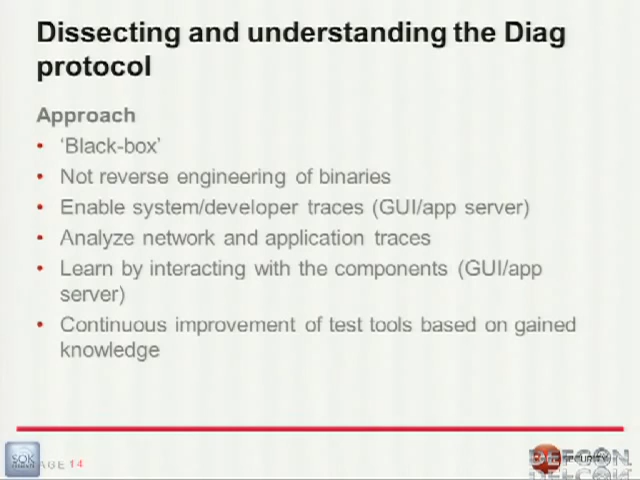 Dissecting and understanding the Diag
protocol
Approach
• ‘Black-box’
• Not reverse engineering of binaries
• Enable system/developer traces (GUI/app server)
• Analyze network and application traces
• Learn by interacting with the components (GUI/app
server)
• Continuous improvement of test tools based on gained
knowledge
AGE 14
DEFCON